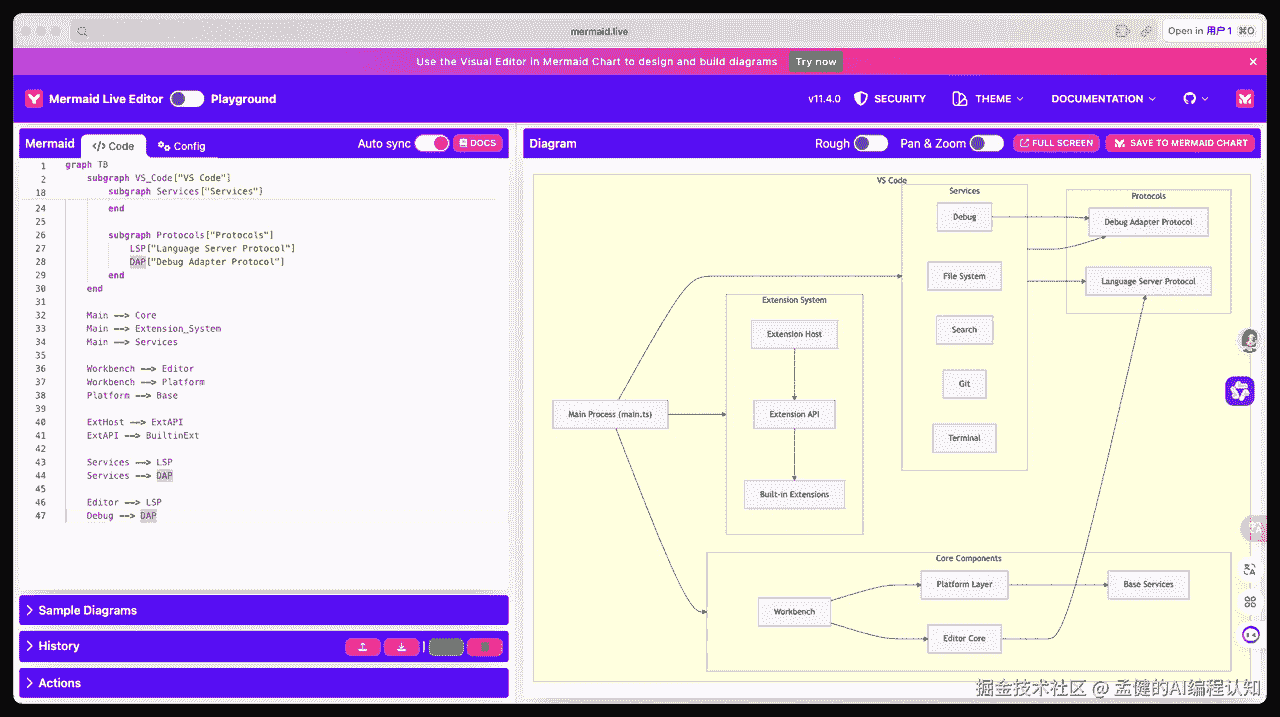 mermaid.live
Open in 用户 1 ⌘O
Use the Visual Editor in Mermaid Chart to design and build diagrams
Try now
Mermaid Live Editor
Playground
v11.4.0
SECURITY
THEME
DOCUMENTATION
Mermaid
Code
Config
Auto sync
DOCS
1 graph TB
2 subgraph VS_Code["VS Code"]
18 subgraph Services["Services"]
24 end
25
26 subgraph Protocols["Protocols"]
27 LSP["Language Server Protocol"]
28 DAP["Debug Adapter Protocol"]
29 end
30 end
31
32 Main --> Core
33 Main --> Extension_System
34 Main --> Services
35
36 Workbench --> Editor
37 Workbench --> Platform
38 Platform --> Base
39
40 ExtHost --> ExtAPI
41 ExtAPI --> BuiltinExt
42
43 Services --> LSP
44 Services --> DAP
45
46 Editor --> LSP
47 Debug --> DAP
Sample Diagrams
History
Actions
Diagram
Rough
Pan & Zoom
FULL SCREEN
SAVE TO MERMAID CHART
VS Code
Services
Debug
File System
Search
Git
Terminal
Protocols
Debug Adapter Protocol
Language Server Protocol
Extension System
Extension Host
Extension API
Built-in Extensions
Main Process (main.ts)
Core Components
Workbench
Platform Layer
Editor Core
Base Services
掘金技术社区 @ 孟健的AI编程认知